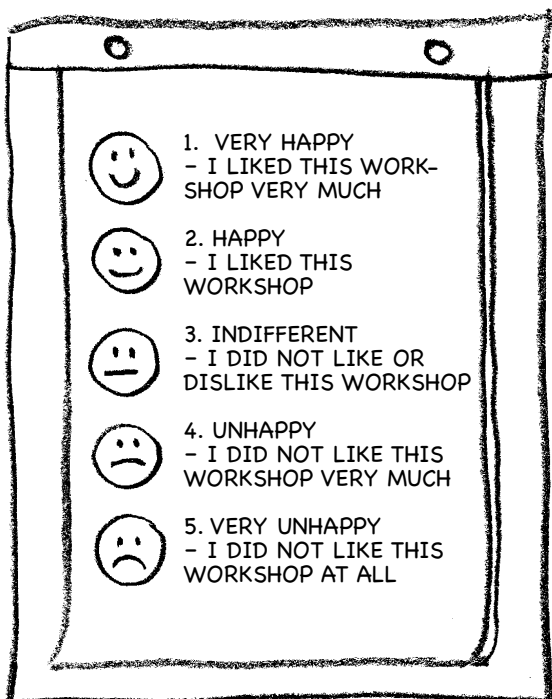 1. VERY HAPPY
– I LIKED THIS WORK–
SHOP VERY MUCH
2. HAPPY
– I LIKED THIS
WORKSHOP
3. INDIFFERENT
– I DID NOT LIKE OR
DISLIKE THIS WORKSHOP
4. UNHAPPY
– I DID NOT LIKE THIS
WORKSHOP VERY MUCH
5. VERY UNHAPPY
– I DID NOT LIKE THIS
WORKSHOP AT ALL